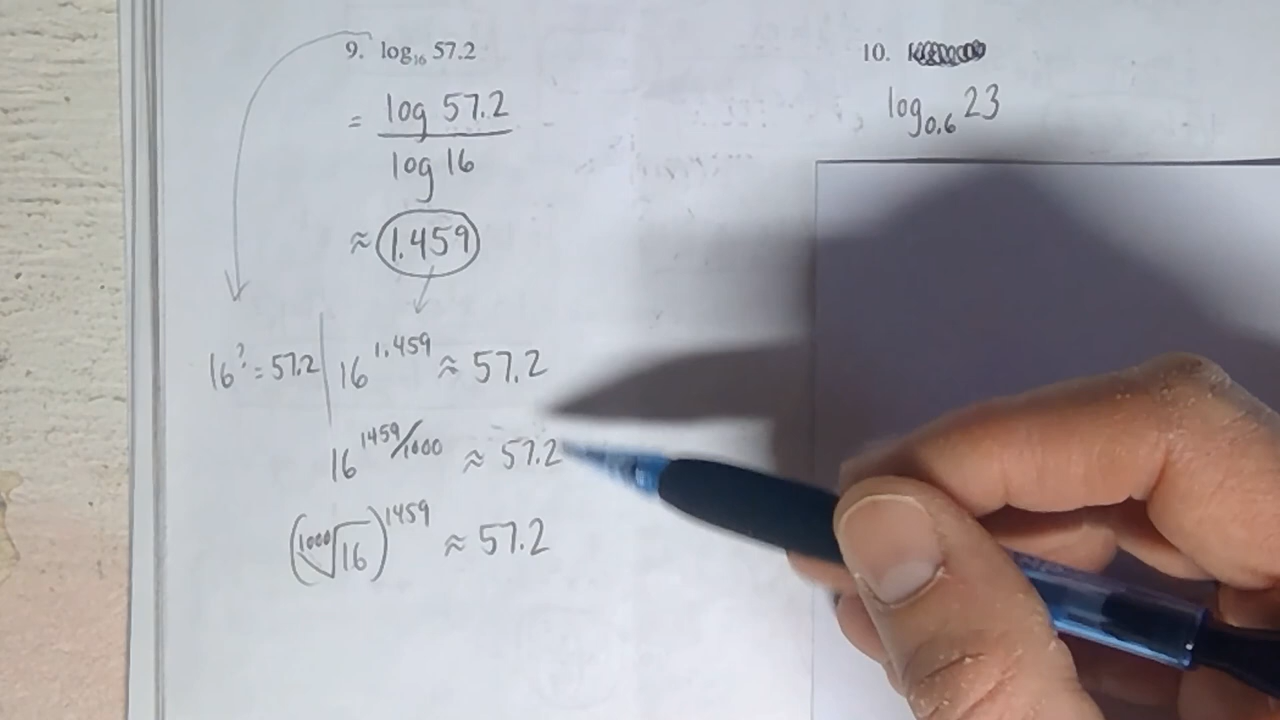 9. log₁₆ 57.2
= log 57.2 / log 16
≈ 1.459
16^? = 57.2 | 16^1.459 ≈ 57.2
16^1459/1000 ≈ 57.2
(¹⁰⁰⁰√16)^1459 ≈ 57.2
10.
log₀.₆ 23